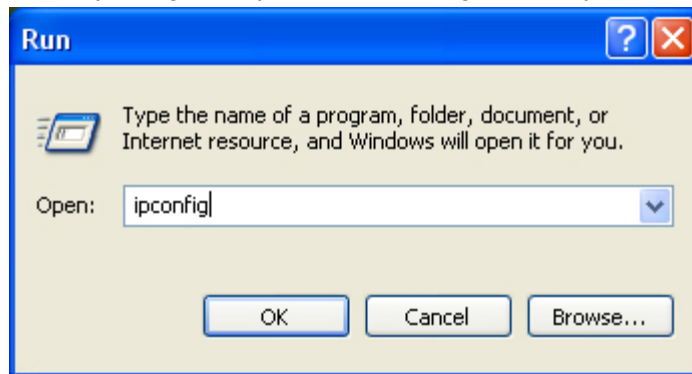 Run
Type the name of a program, folder, document, or
Internet resource, and Windows will open it for you.
Open: ipconfig
OK Cancel Browse...